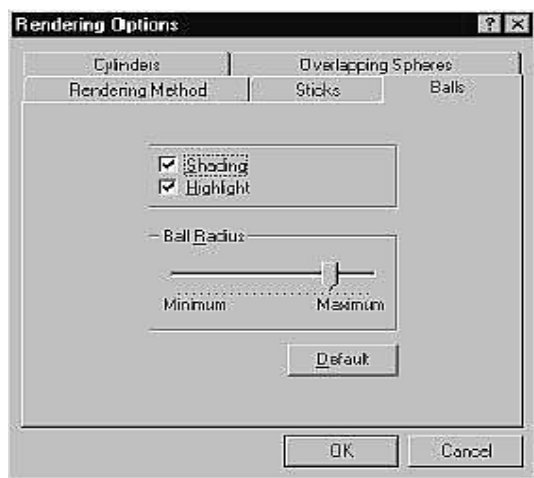 Rendering Options
Cylinders
Overlapping Spheres
Rendering Method
Sticks
Balls
Shading
Highlight
Ball Radius
Minimum
Maximum
Default
OK
Cancel